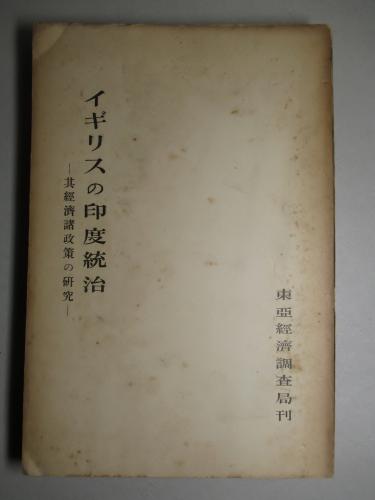 イギリスの印度統治
―其經濟諸政策の硏究―
東亞經濟調査局刊